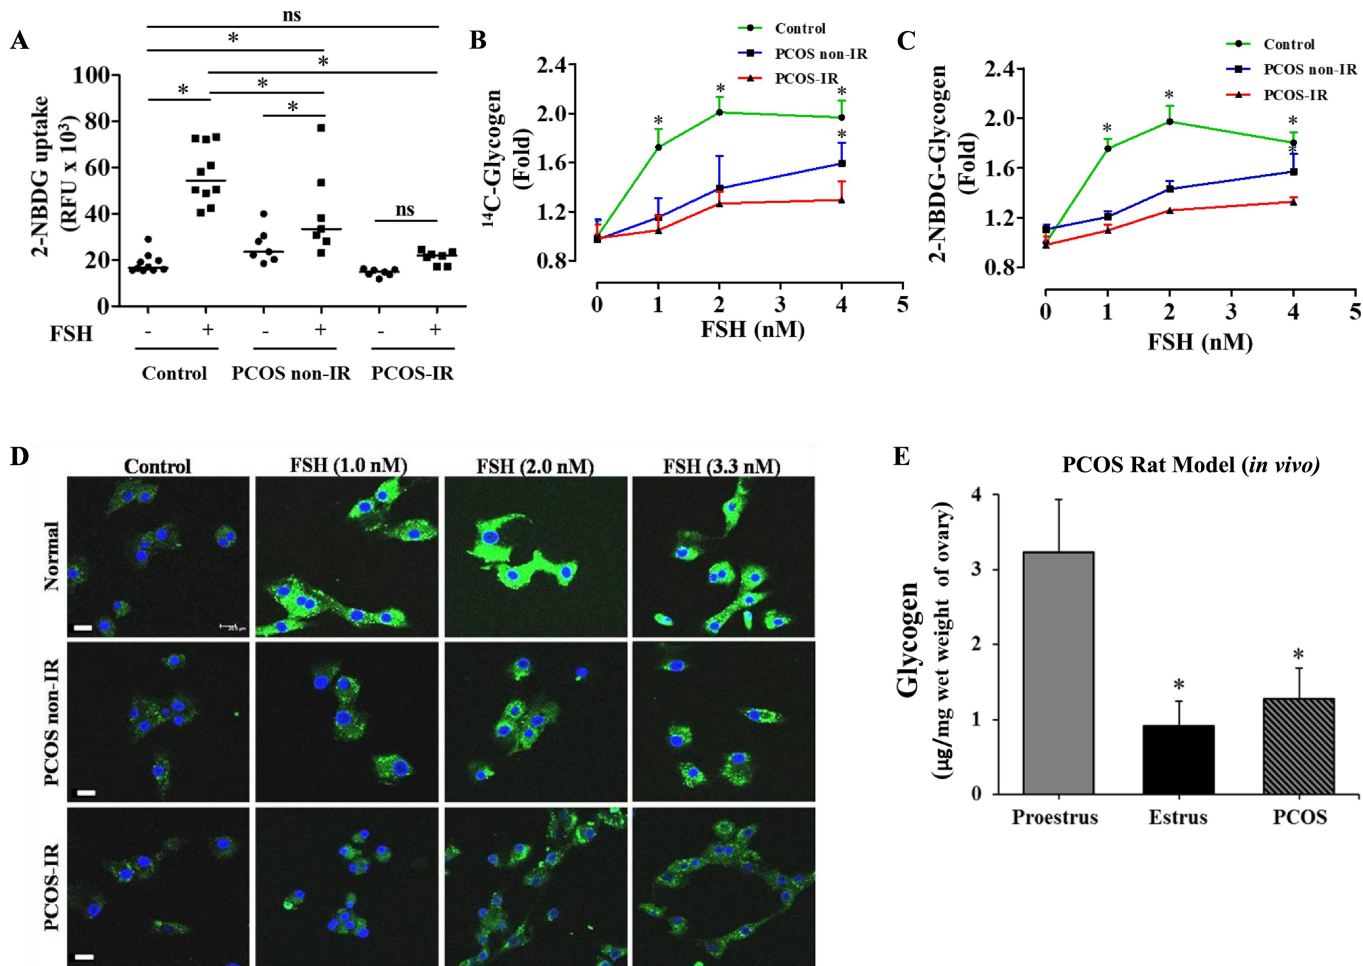 A
ns
*
*
*
*
*
ns
2-NBDG uptake
(RFU x 10³)
100
80
60
40
20
0
FSH
- + - + - +
Control PCOS non-IR PCOS-IR
B
Control
PCOS non-IR
PCOS-IR
¹⁴C-Glycogen
(Fold)
2.4
2.0
1.6
1.2
0.8
*
*
*
*
0 1 2 3 4 5
FSH (nM)
C
Control
PCOS non-IR
PCOS-IR
2-NBDG-Glycogen
(Fold)
2.4
2.0
1.6
1.2
0.8
*
*
*
*
0 1 2 3 4 5
FSH (nM)
D
Control FSH (1.0 nM) FSH (2.0 nM) FSH (3.3 nM)
Normal
PCOS non-IR
PCOS-IR
E
PCOS Rat Model (in vivo)
Glycogen
(µg/mg wet weight of ovary)
4
3
2
1
0
*
*
Proestrus Estrus PCOS